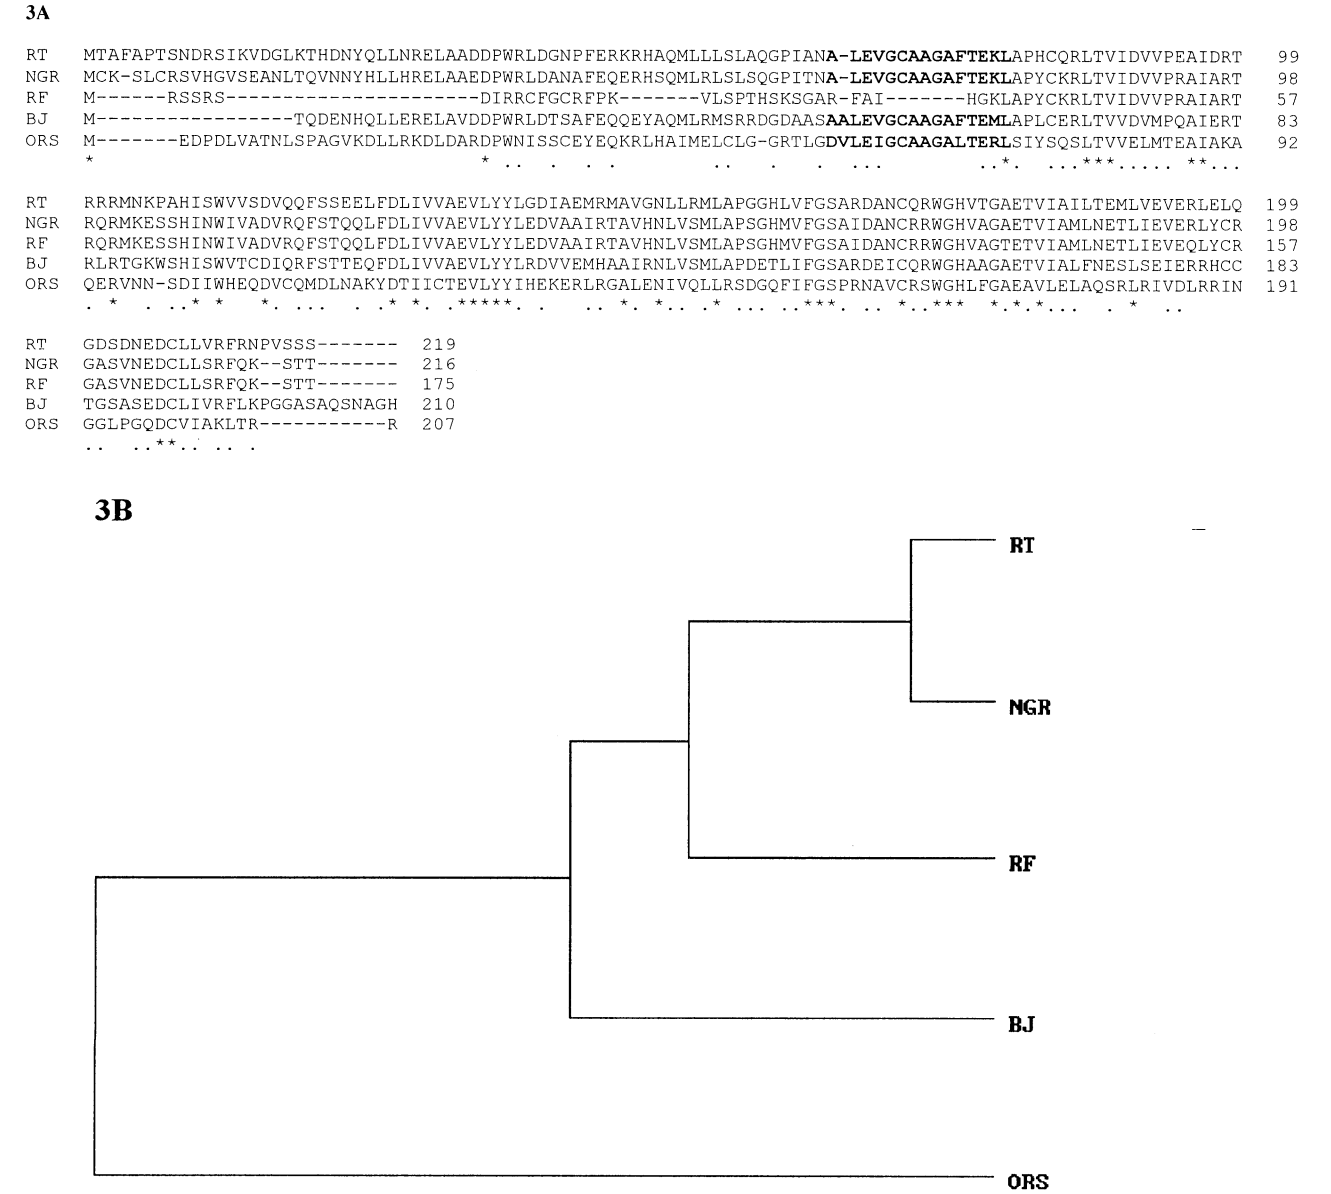 3A
RT MTAFAPTSNDRSIKVDGLKTHDNYQLLNRELAADDPWRLDGNPFERKRHAQMLLLSLAQGPIANA-LEVGCAAGAFTEKLAPHCQRLTVIDVVPEAIDRT 99
NGR MCK-SLCRSVHGVSEANLTQVNNYHLLHRELAAEDPWRLDANAFEQERHSQMLRLSLSQGPITNA-LEVGCAAGAFTEKLAPYCKRLTVIDVVPRAIART 98
RF M------RSSRS----------------------DIRRCFGCRFPK-------VLSPTHSKSGAR-FAI-------HGKLAPYCKRLTVIDVVPRAIART 57
BJ M-----------------TQDENHQLLERELAVDDPWRLDTSAFEQQEYAQMLRMSRRDGDAASAALEVGCAAGAFTEMLAPLCERLTVVDVMPQAIERT 83
ORS M-------EDPDLVATNLSPAGVKDLLRKDLDARDPWNISSCEYEQKRLHAIMELCLG-GRTLGDVLEIGCAAGALTERLSIYSQSLTVVELMTEAIAKA 92
* * .. . . . .. . . . ... ..*. ...***..... **...
RT RRRMNKPAHISWVVSDVQQFSSEELFDLIVVAEVLYYLGDIAEMRMAVGNLLRMLAPGGHLVFGSARDANCQRWGHVTGAETVIAILTEMLVEVERLELQ 199
NGR RQRMKESSHINWIVADVRQFSTQQLFDLIVVAEVLYYLEDVAAIRTAVHNLVSMLAPSGHMVFGSAIDANCRRWGHVAGAETVIAMLNETLIEVERLYCR 198
RF RQRMKESSHINWIVADVRQFSTQQLFDLIVVAEVLYYLEDVAAIRTAVHNLVSMLAPSGHMVFGSAIDANCRRWGHVAGTETVIAMLNETLIEVEQLYCR 157
BJ RLRTGKWSHISWVTCDIQRFSTTEQFDLIVVAEVLYYLRDVVEMHAAIRNLVSMLAPDETLIFGSARDEICQRWGHAAGAETVIALFNESLSEIERRHCC 183
ORS QERVNN-SDIIWHEQDVCQMDLNAKYDTIICTEVLYYIHEKERLRGALENIVQLLRSDGQFIFGSPRNAVCRSWGHLFGAEAVLELAQSRLRIVDLRRIN 191
. * . ..* * *. ... . * *. .*****.. . .. .* .*.. .* .. ...***.. .. *..***. *.*.*... . * ..
RT GDSDNEDCLLVRFRNPVSSS------- 219
NGR GASVNEDCLLSRFQK--STT------- 216
RF GASVNEDCLLSRFQK--STT------- 175
BJ TGSASEDCLIVRFLKPGGASAQSNAGH 210
ORS GGLPGQDCVIAKLTR-----------R 207
.. ..**.. .. .
3B
RT
NGR
RF
BJ
ORS